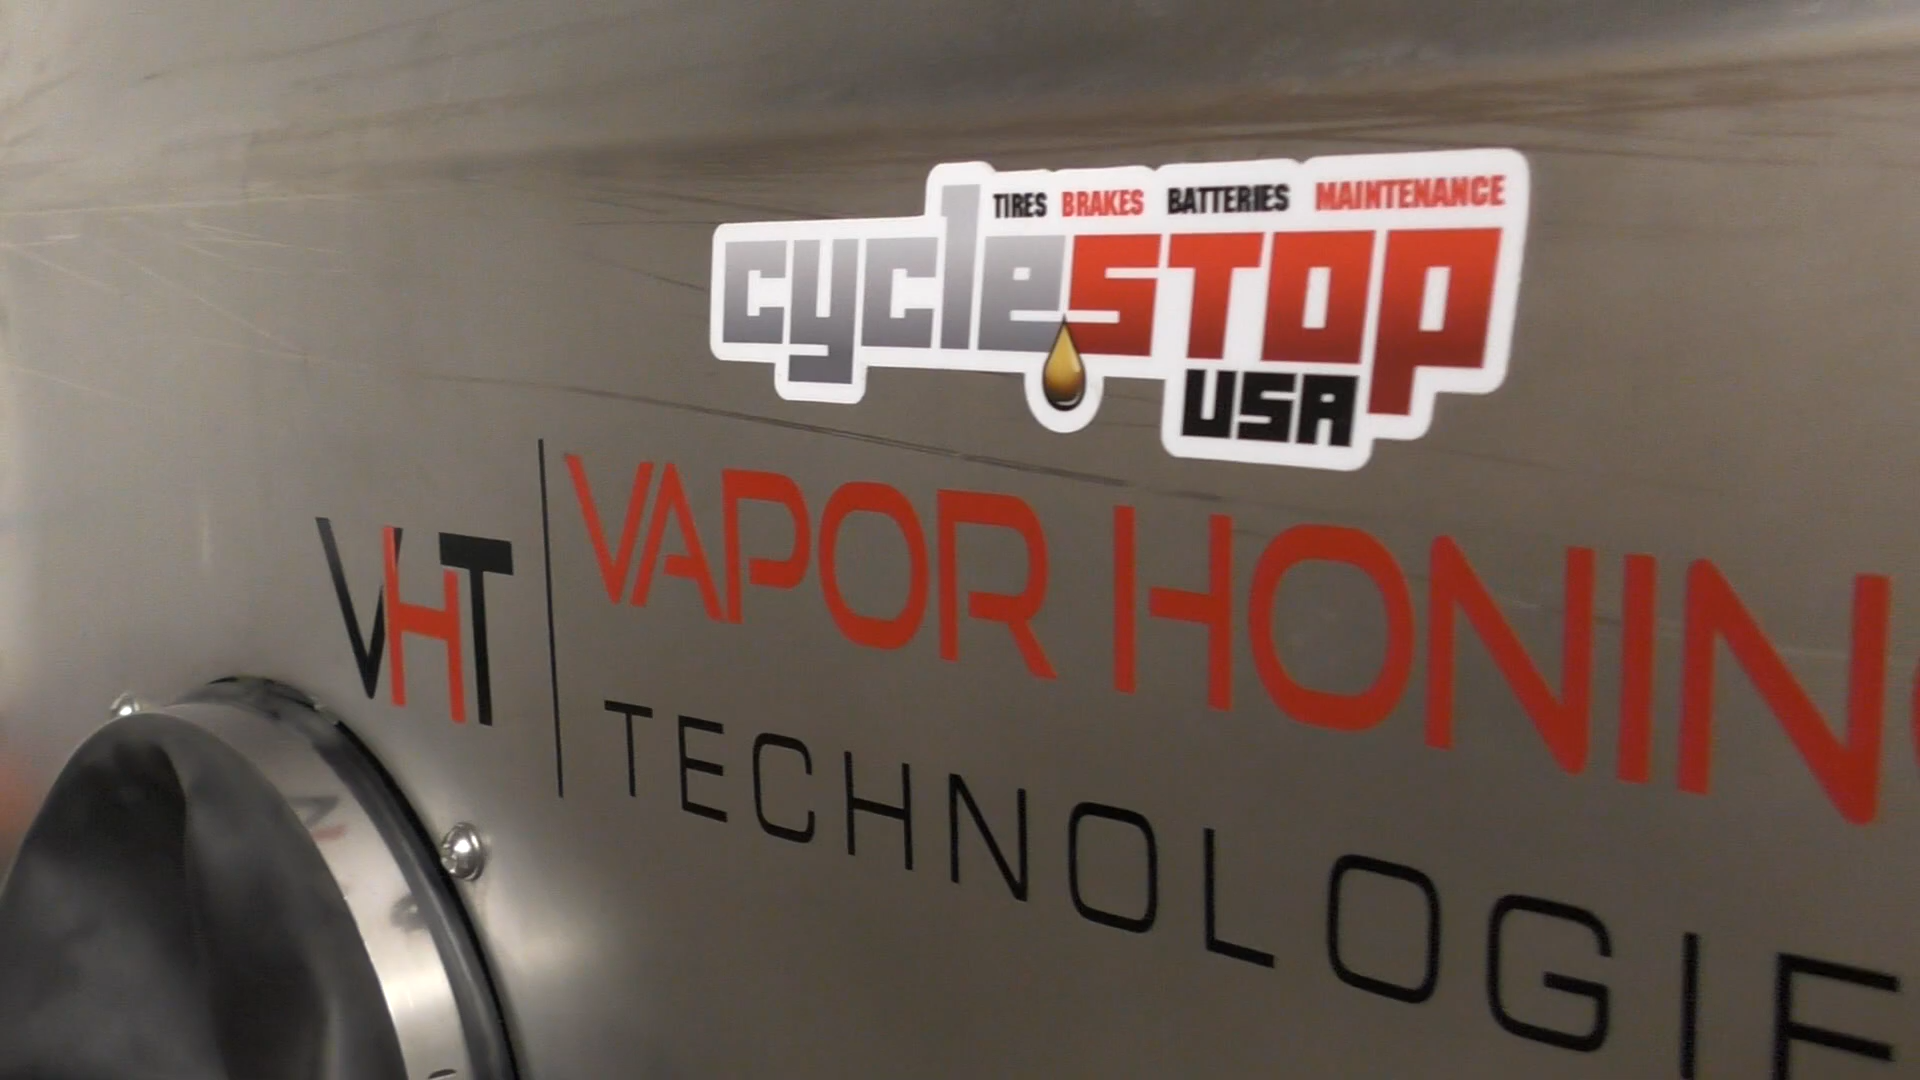 TIRES BRAKES BATTERIES MAINTENANCE
cycleSTOP
USA
VHT
VAPOR HONIN
TECHNOLOGIE